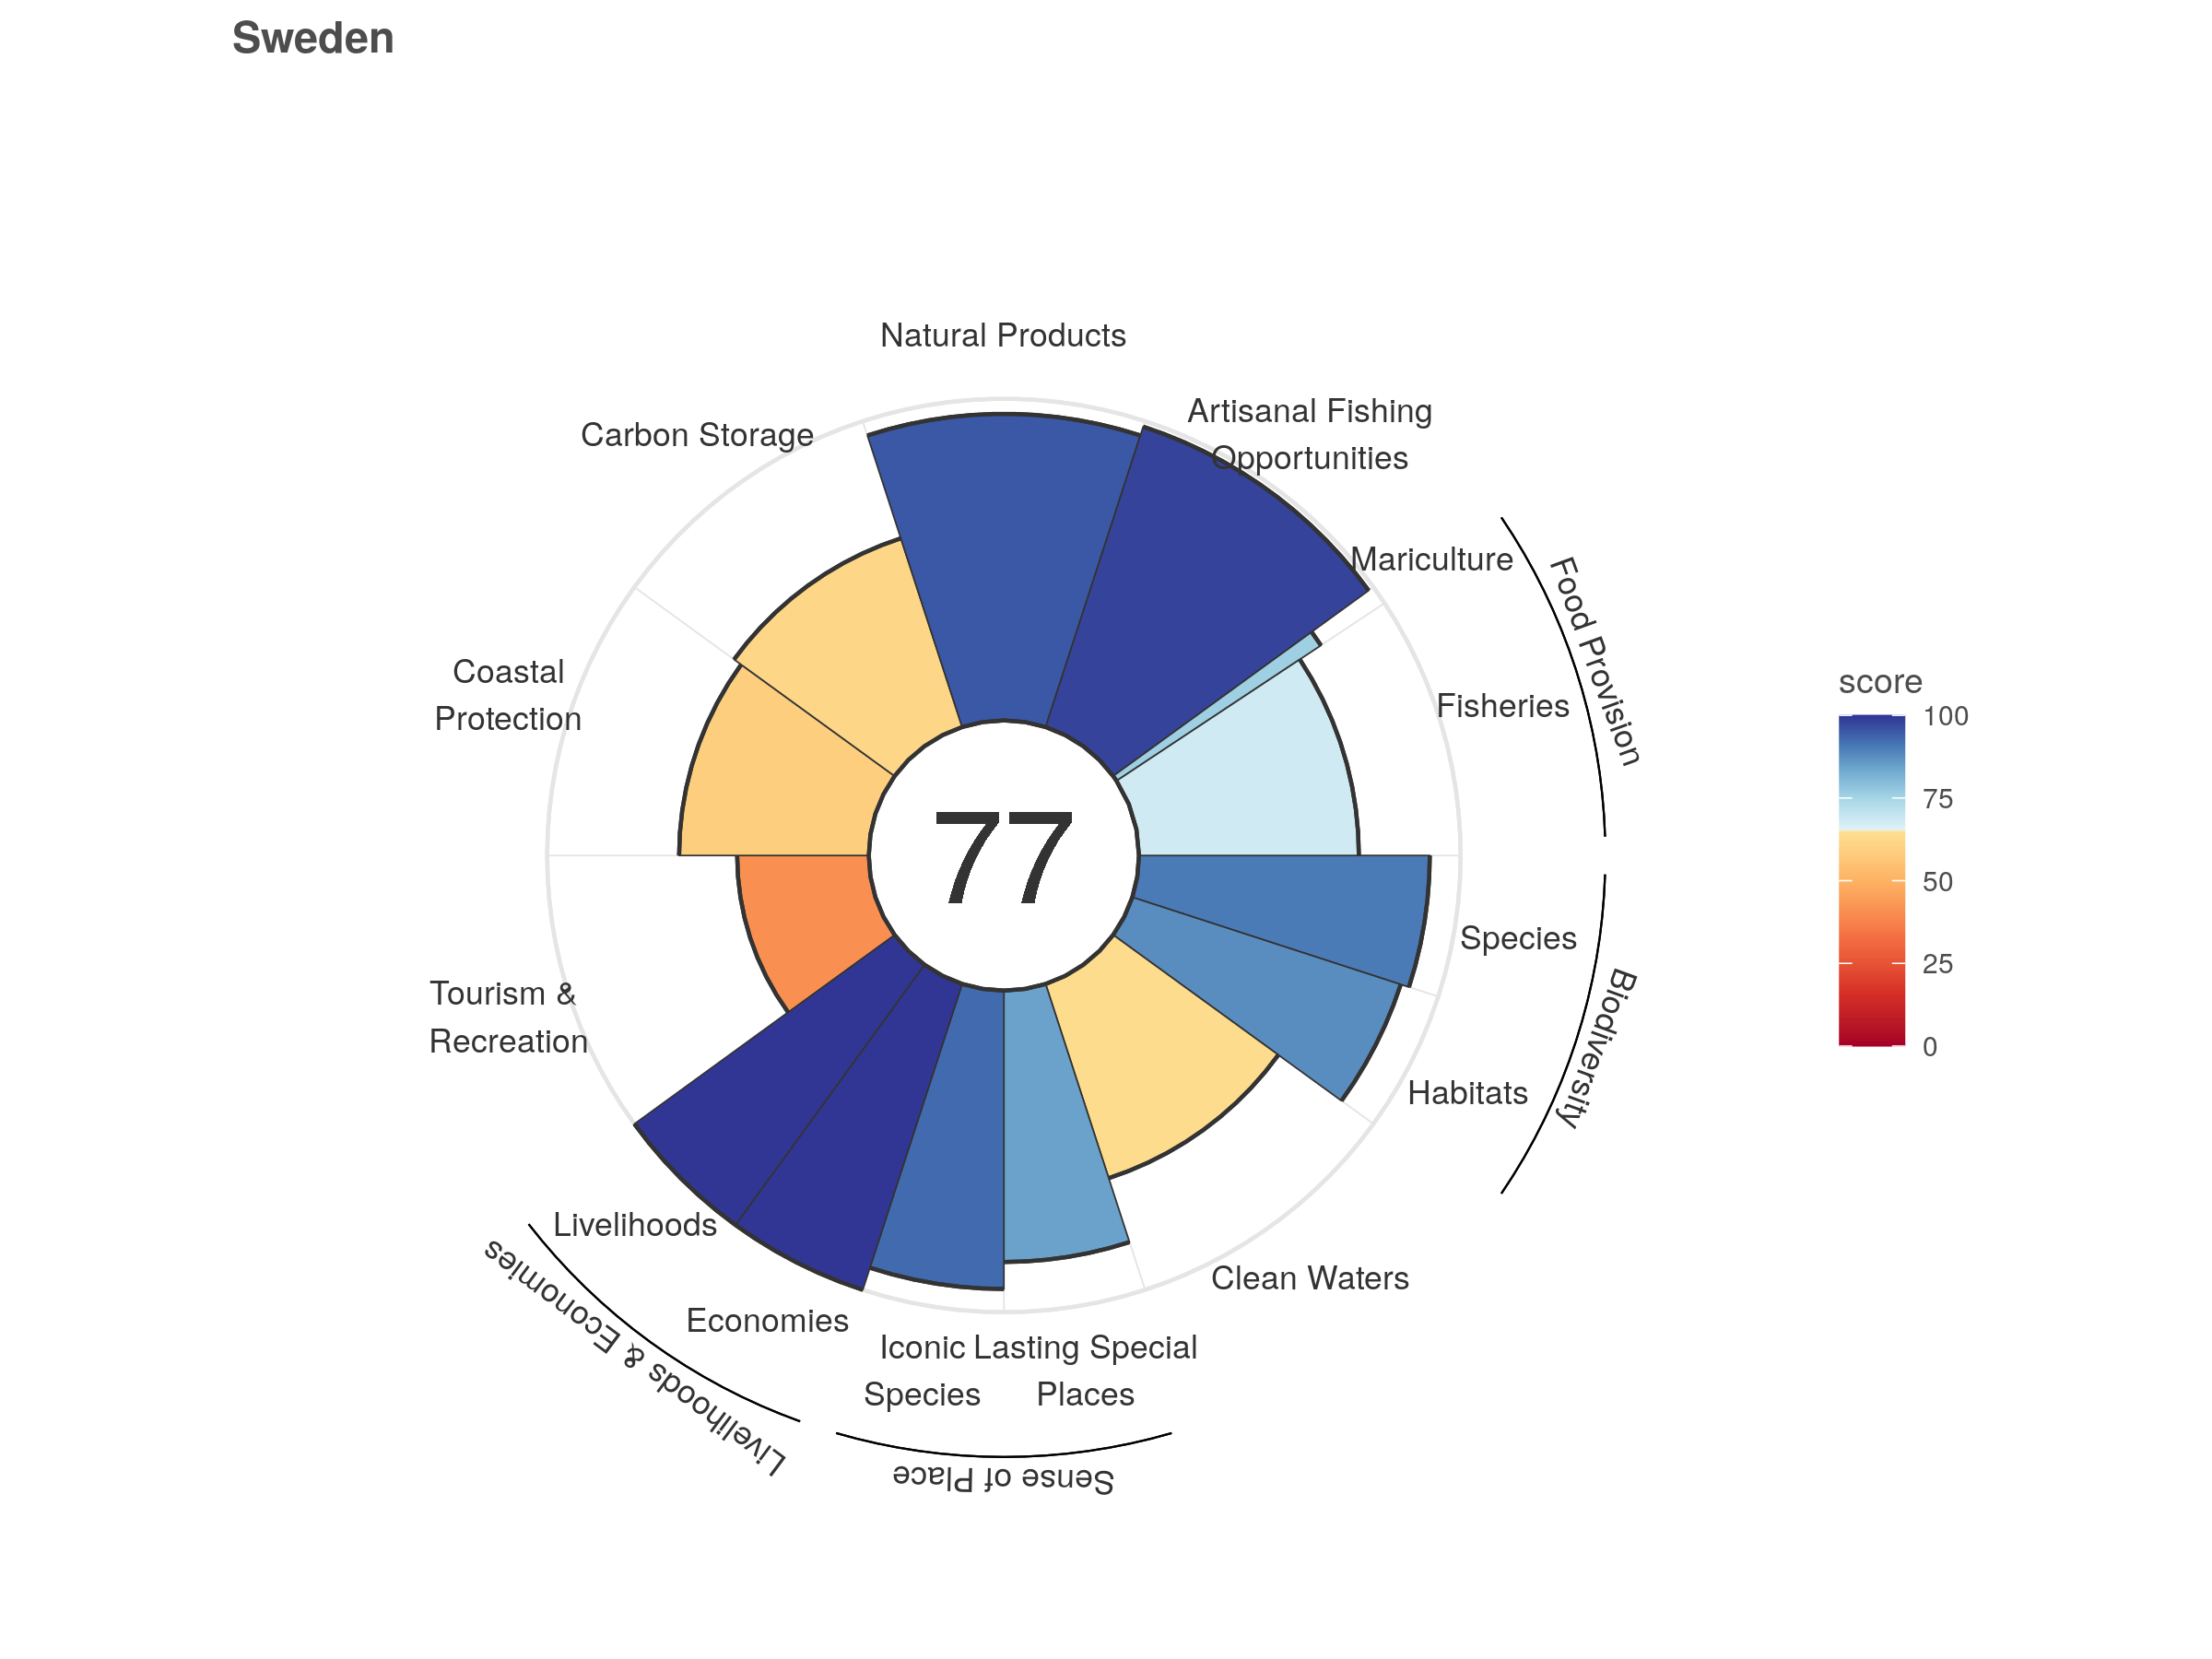 Sweden
Natural Products
Artisanal Fishing
Opportunities
Carbon Storage
Mariculture
Food Provision
Fisheries
Coastal
Protection
score
100
75
50
25
0
77
Species
Biodiversity
Habitats
Tourism &
Recreation
Livelihoods
Clean Waters
Economies
Livelihoods & Economies
Iconic
Species
Lasting Special
Places
Sense of Place